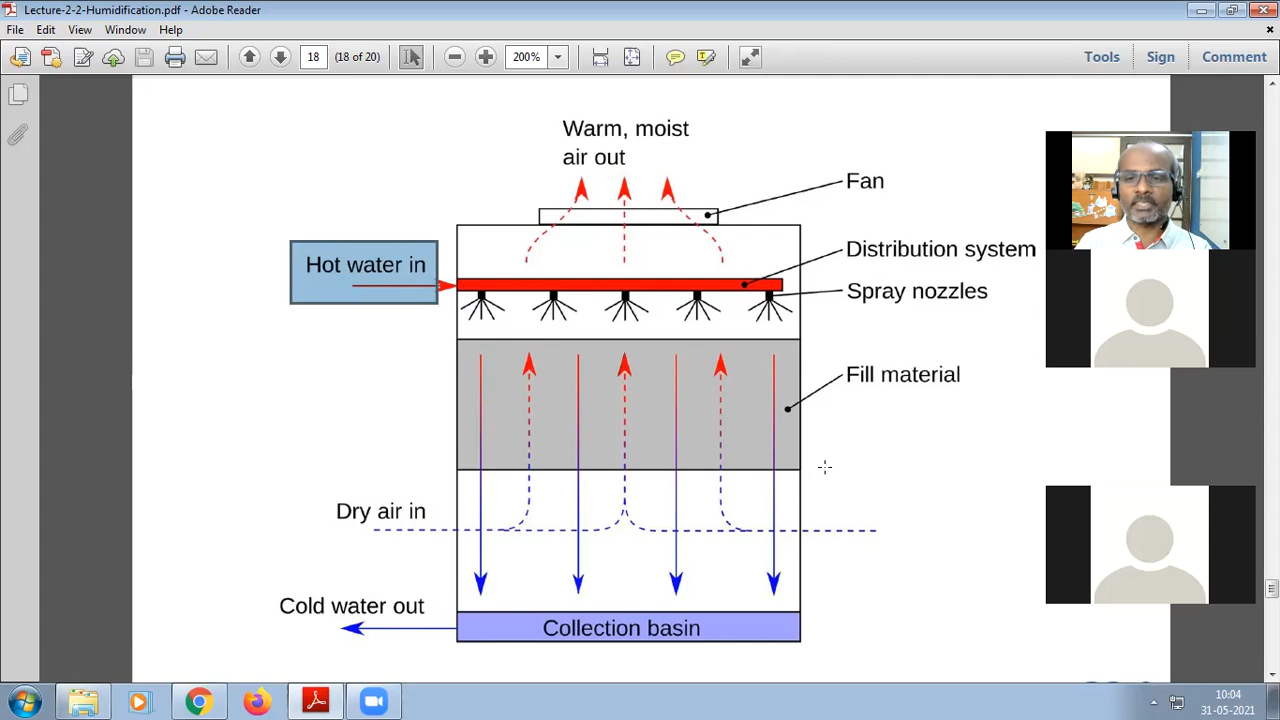 Lecture-2-2-Humidification.pdf - Adobe Reader
File Edit View Window Help
18 (18 of 20) 200% Tools Sign Comment
Warm, moist
air out
Fan
Hot water in
Distribution system
Spray nozzles
Fill material
Dry air in
Cold water out
Collection basin
10:04
31-05-2021